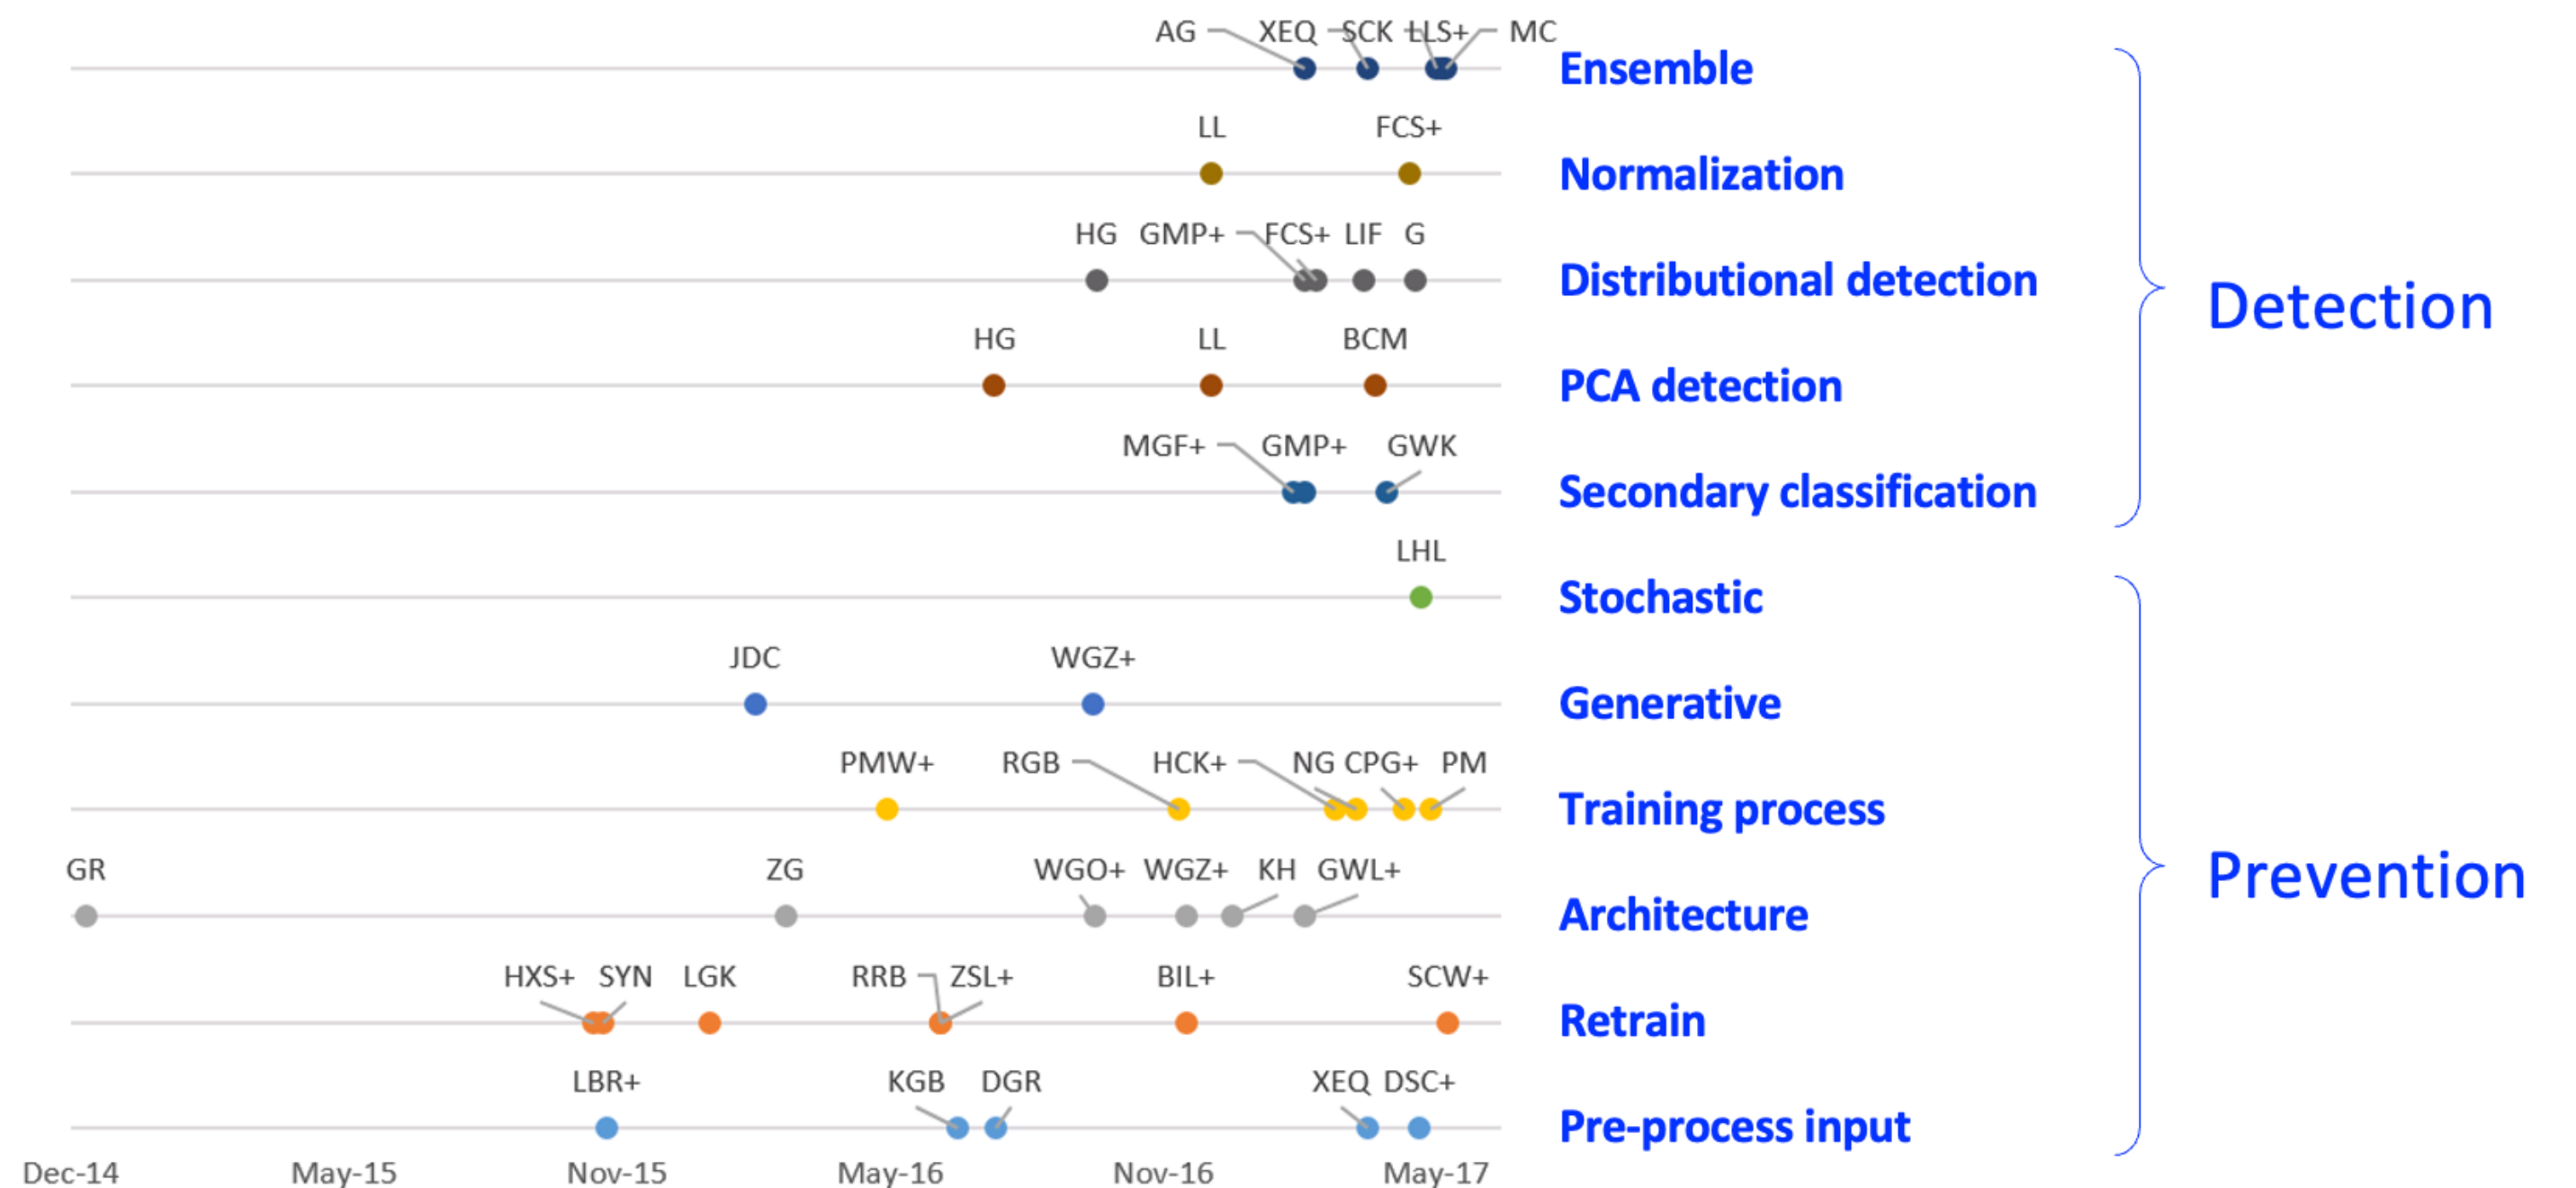 AG XEQ SCK LLS+ MC
Ensemble
LL FCS+
Normalization
HG GMP+ FCS+ LIF G
Distributional detection
HG LL BCM
PCA detection
MGF+ GMP+ GWK
Secondary classification
Detection
LHL
Stochastic
JDC WGZ+
Generative
PMW+ RGB HCK+ NG CPG+ PM
Training process
GR ZG WGO+ WGZ+ KH GWL+
Architecture
HXS+ SYN LGK RRB ZSL+ BIL+ SCW+
Retrain
LBR+ KGB DGR XEQ DSC+
Pre-process input
Prevention
Dec-14 May-15 Nov-15 May-16 Nov-16 May-17